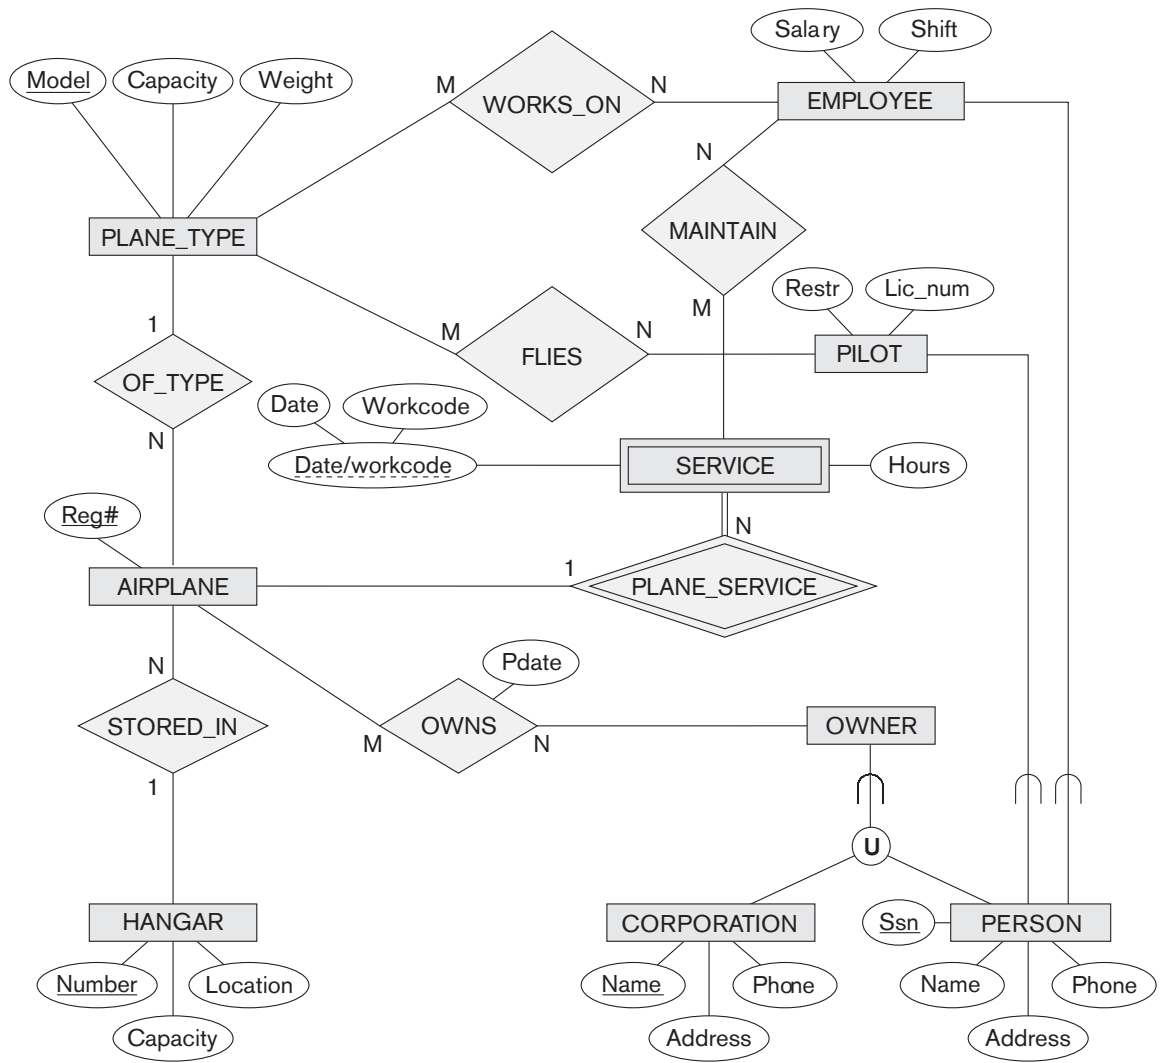 Salary
Shift
Model
Capacity
Weight
M
WORKS_ON
N
EMPLOYEE
N
PLANE_TYPE
MAINTAIN
Restr
Lic_num
M
1
M
FLIES
N
PILOT
OF_TYPE
Date
Workcode
N
Date/workcode
SERVICE
Hours
Reg#
N
AIRPLANE
1
PLANE_SERVICE
N
Pdate
STORED_IN
OWNS
OWNER
M
N
1
U
HANGAR
CORPORATION
Ssn
PERSON
Number
Location
Name
Phone
Name
Phone
Capacity
Address
Address